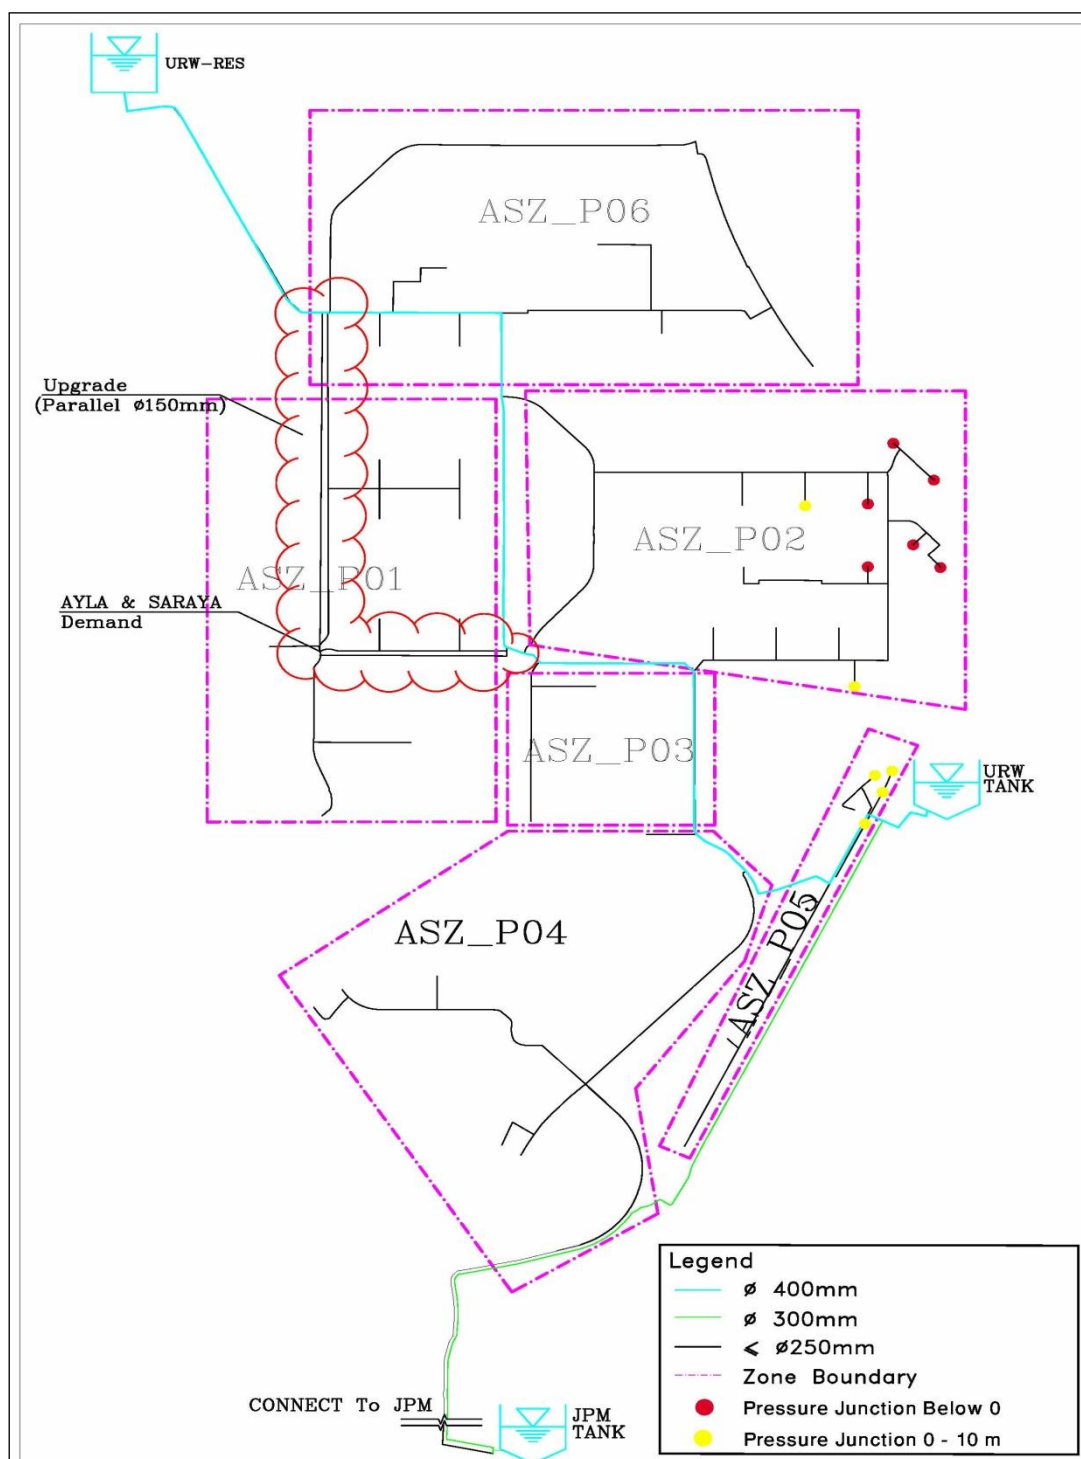 URW-RES
ASZ_P06
Upgrade
(Parallel ø150mm)
ASZ_P02
ASZ_P01
AYLA & SARAYA
Demand
ASZ_P03
URW
TANK
ASZ_P04
ASZ_P05
Legend
ø 400mm
ø 300mm
< ø250mm
Zone Boundary
CONNECT To JPM
JPM
TANK
Pressure Junction Below 0
Pressure Junction 0 - 10 m